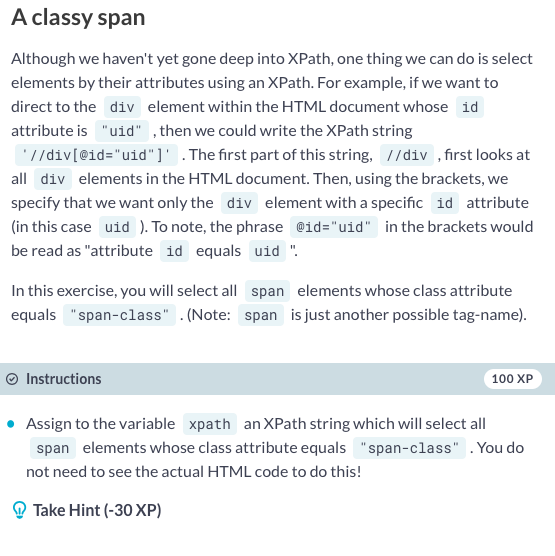 A classy span
Although we haven't yet gone deep into XPath, one thing we can do is select
elements by their attributes using an XPath. For example, if we want to
direct to the div element within the HTML document whose id
attribute is "uid" , then we could write the XPath string
'//div[@id="uid"]' . The first part of this string, //div , first looks at
all div elements in the HTML document. Then, using the brackets, we
specify that we want only the div element with a specific id attribute
(in this case uid ). To note, the phrase @id="uid" in the brackets would
be read as "attribute id equals uid ".
In this exercise, you will select all span elements whose class attribute
equals "span-class" . (Note: span is just another possible tag-name).
Instructions 100 XP
Assign to the variable xpath an XPath string which will select all
span elements whose class attribute equals "span-class" . You do
not need to see the actual HTML code to do this!
Take Hint (-30 XP)